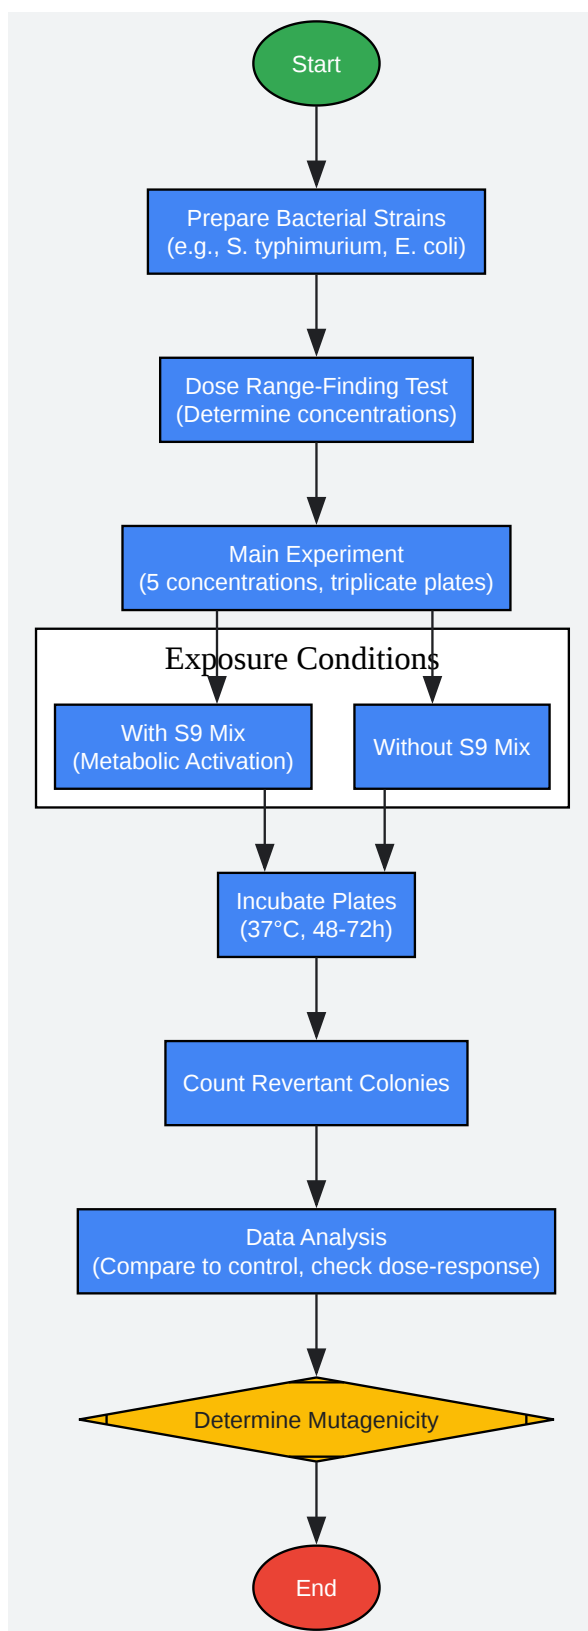 Start
Prepare Bacterial Strains
(e.g., S. typhimurium, E. coli)
Dose Range-Finding Test
(Determine concentrations)
Main Experiment
(5 concentrations, triplicate plates)
Exposure Conditions
With S9 Mix
(Metabolic Activation)
Without S9 Mix
Incubate Plates
(37°C, 48-72h)
Count Revertant Colonies
Data Analysis
(Compare to control, check dose-response)
Determine Mutagenicity
End